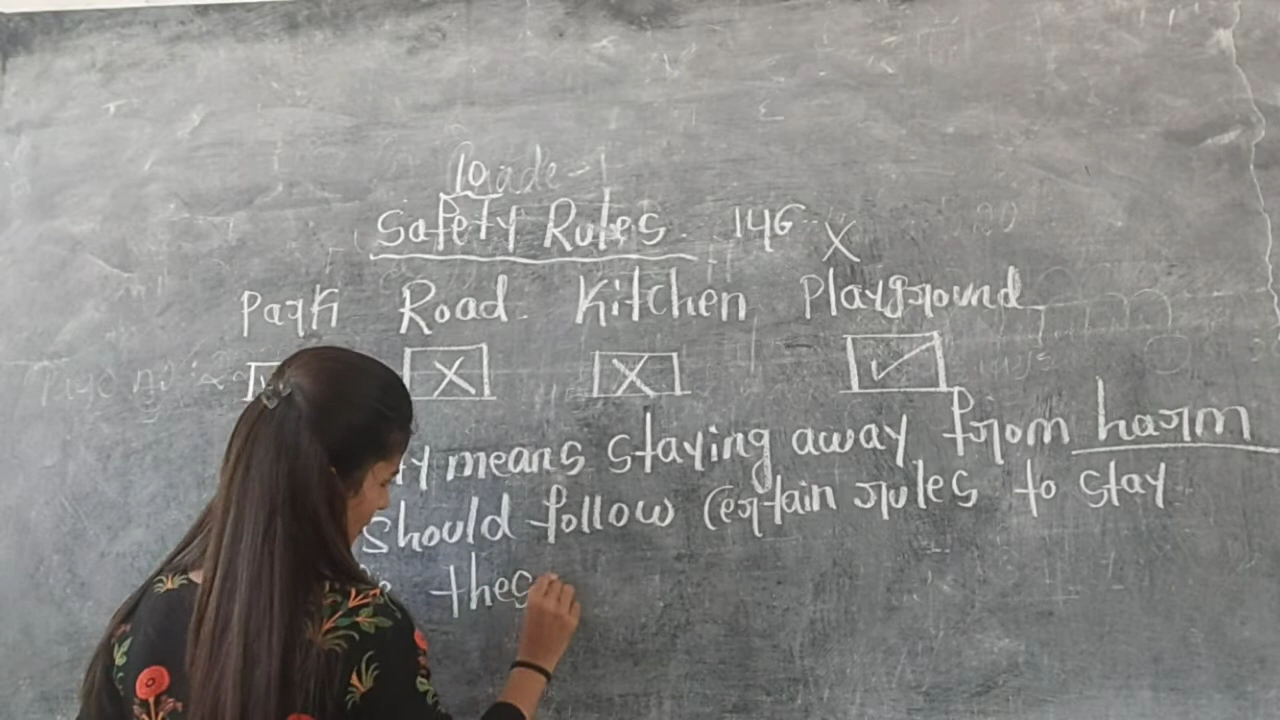 Grade-1
Safety Rules. 146
Park Road Kitchen Playground
means staying away from harm
should follow certain rules to stay